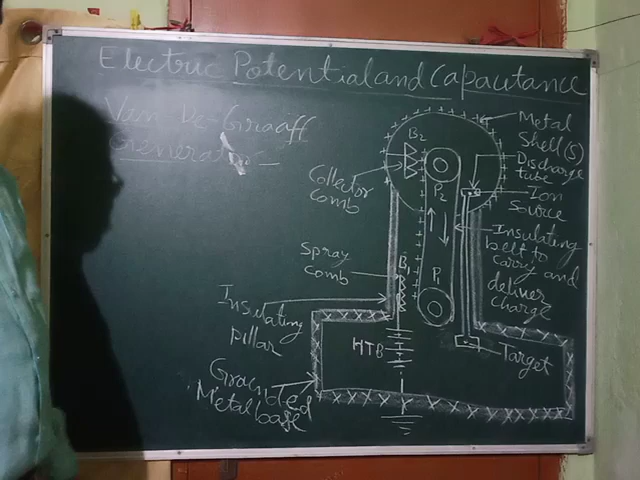 Electric Potential and Capacitance
Van De-Graaff
Generator
B2
Collector
comb
P2
Metal
Shell(S)
Discharge
tube
Ion
Source
Insulating
belt to
carry and
deliver
charge
Spray
comb
B1
P1
Insulating
pillar
HTB
Target
Grounded
Metal base